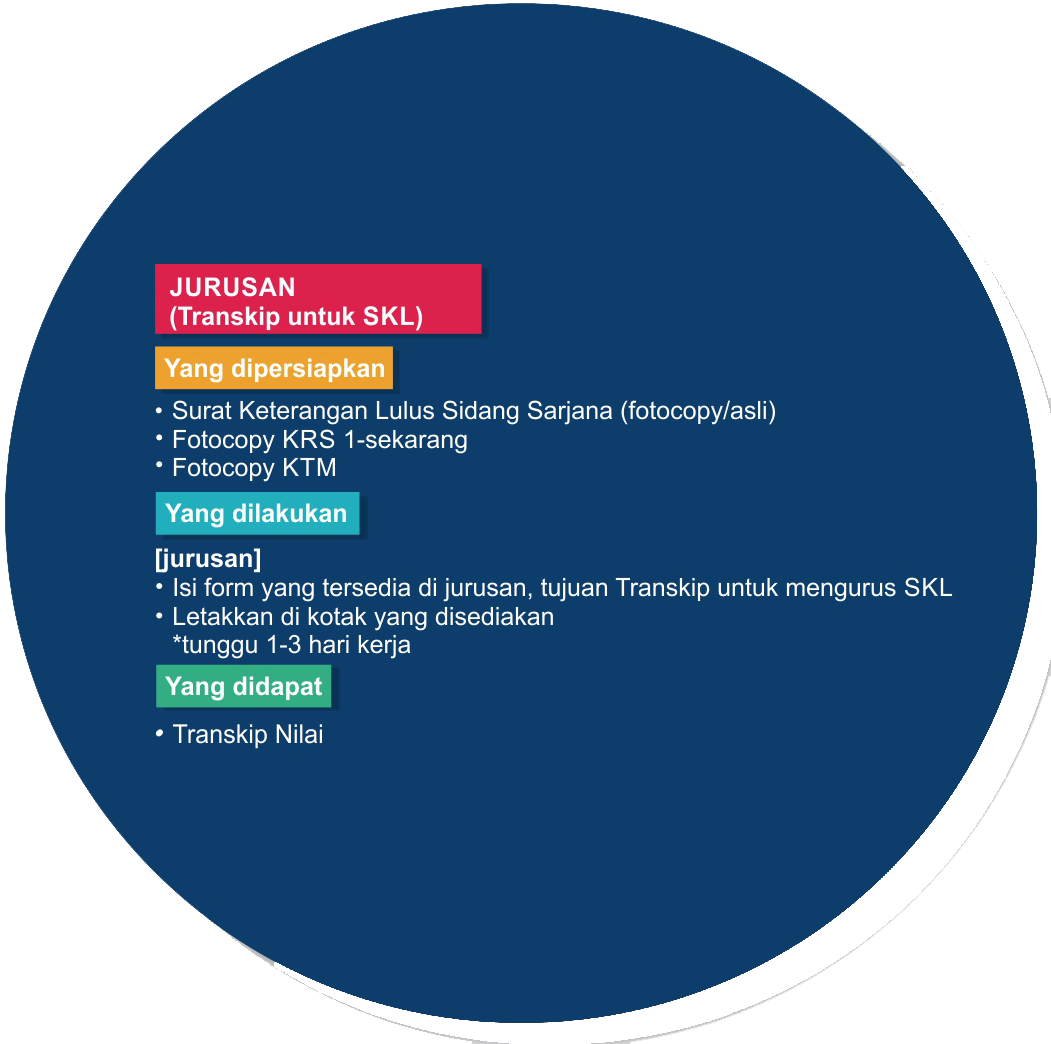 JURUSAN
(Transkip untuk SKL)
Yang dipersiapkan
• Surat Keterangan Lulus Sidang Sarjana (fotocopy/asli)
• Fotocopy KRS 1-sekarang
• Fotocopy KTM
Yang dilakukan
[jurusan]
• Isi form yang tersedia di jurusan, tujuan Transkip untuk mengurus SKL
• Letakkan di kotak yang disediakan
*tunggu 1-3 hari kerja
Yang didapat
• Transkip Nilai